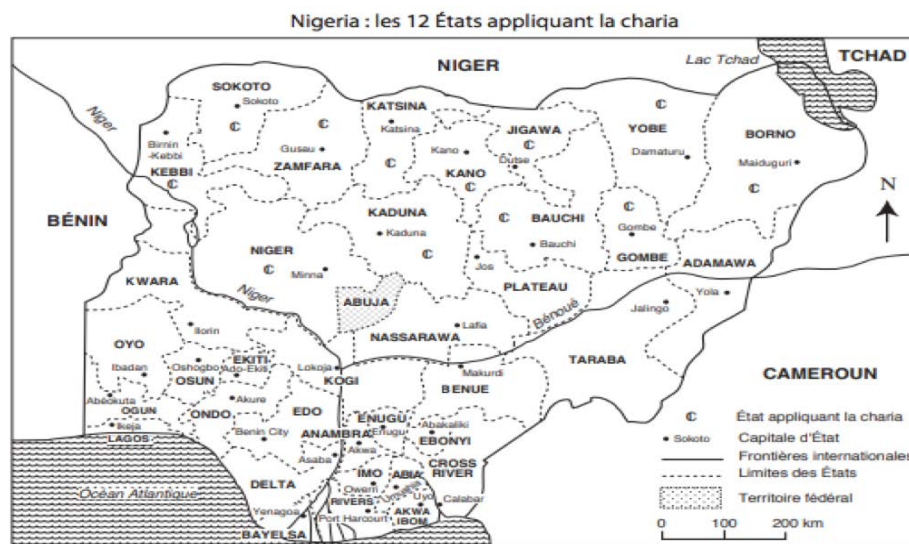 Nigeria : les 12 États appliquant la charia
Lac Tchad
TCHAD
NIGER
SOKOTO
Sokoto
KATSINA
Katsina
JIGAWA
Dutse
YOBE
Damaturu
BORNO
Maiduguri
Niger
Birnin
-Kebbi
KEBBI
Gusau
ZAMFARA
Kano
KANO
N
BÉNIN
KADUNA
Kaduna
BAUCHI
Bauchi
Gombe
GOMBE
ADAMAWA
NIGER
Minna
Jos
PLATEAU
KWARA
ABUJA
Niger
Bénoué
Yola
Jalingo
Ilorin
NASSARAWA
Lafia
TARABA
OYO
Ibadan
Oshogbo
OSUN
EKITI
Ado-Ekiti
Lokoja
KOGI
Makurdi
BENUE
CAMEROUN
Abeokuta
OGUN
Ikeja
LAGOS
ONDO
Akure
EDO
Benin City
ENUGU
Enugu
Abakaliki
EBONYI
ANAMBRA
Akwa
Asaba
CROSS
RIVER
IMO
Owerri
ABIA
Uyo
Calabar
Océan Atlantique
DELTA
Yenagoa
RIVERS
Port Harcourt
AKWA
IBOM
BAYELSA
État appliquant la charia
Sokoto Capitale d'État
Frontières internationales
Limites des États
Territoire fédéral
0 100 200 km